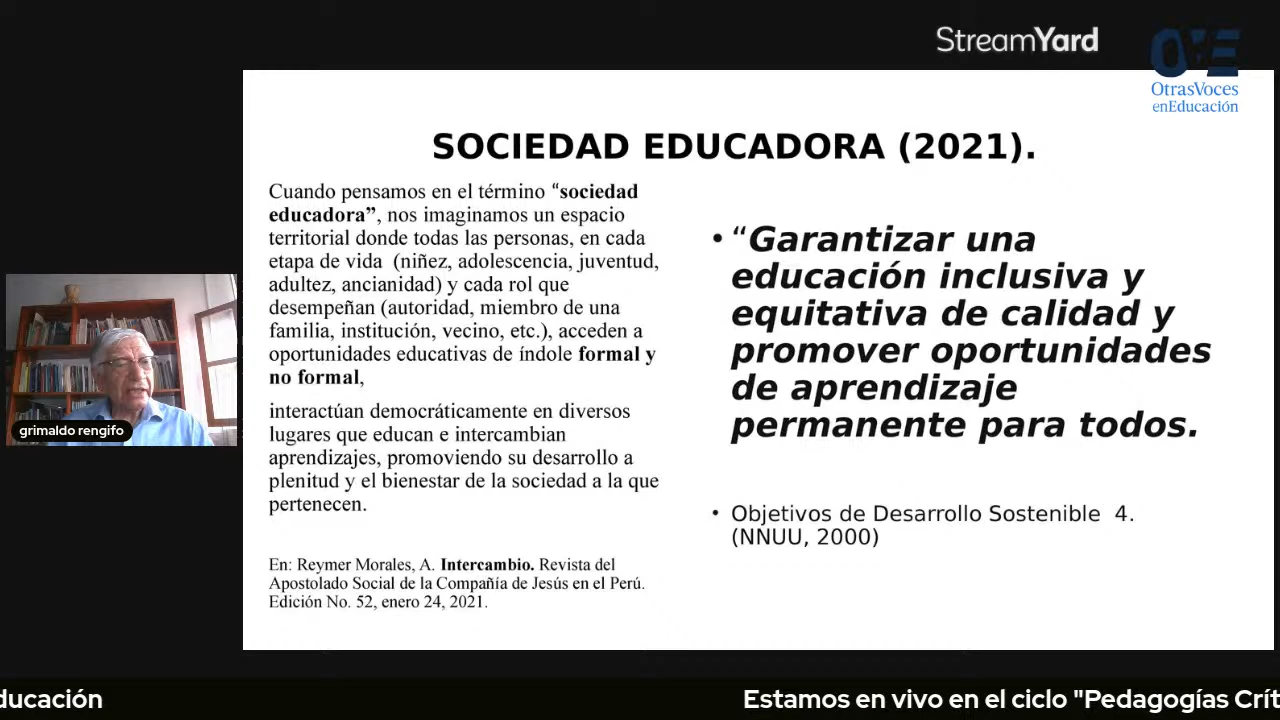 StreamYard
OVE
OtrasVoces
enEducación
SOCIEDAD EDUCADORA (2021).
Cuando pensamos en el término “sociedad
educadora”, nos imaginamos un espacio
territorial donde todas las personas, en cada
etapa de vida (niñez, adolescencia, juventud,
adultez, ancianidad) y cada rol que
desempeñan (autoridad, miembro de una
familia, institución, vecino, etc.), acceden a
oportunidades educativas de índole formal y
no formal,
interactúan democráticamente en diversos
lugares que educan e intercambian
aprendizajes, promoviendo su desarrollo a
plenitud y el bienestar de la sociedad a la que
pertenecen.
En: Reymer Morales, A. Intercambio. Revista del
Apostolado Social de la Compañía de Jesús en el Perú.
Edición No. 52, enero 24, 2021.
• “Garantizar una
educación inclusiva y
equitativa de calidad y
promover oportunidades
de aprendizaje
permanente para todos.
• Objetivos de Desarrollo Sostenible 4.
(NNUU, 2000)
grimaldo rengifo
ducación
Estamos en vivo en el ciclo "Pedagogías Crít